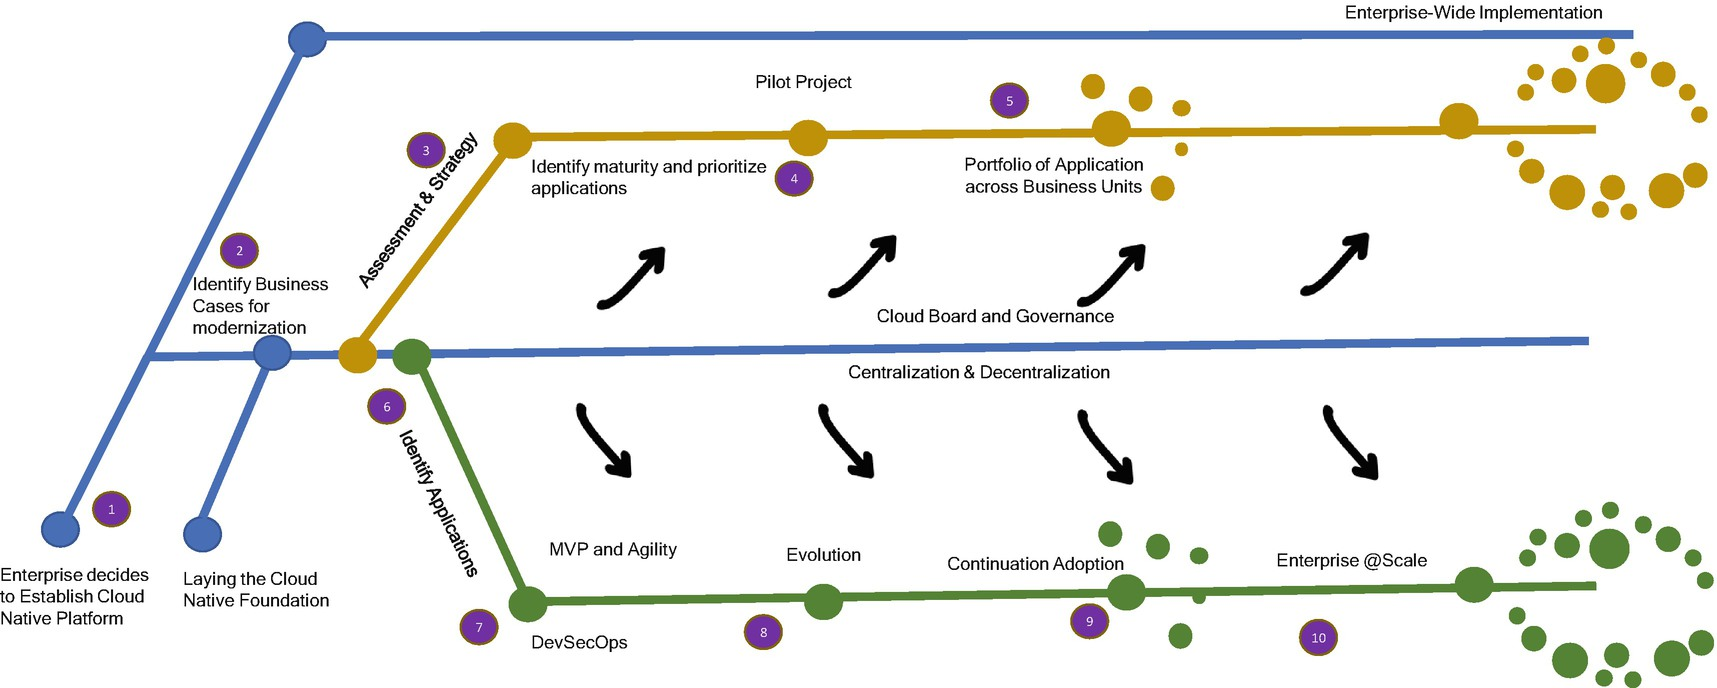 Enterprise-Wide Implementation
Pilot Project
5
3
Assessment & Strategy
Identify maturity and prioritize
applications
4
Portfolio of Application
across Business Units
2
Identify Business
Cases for
modernization
Cloud Board and Governance
Centralization & Decentralization
6
Identify Applications
1
Enterprise decides
to Establish Cloud
Native Platform
Laying the Cloud
Native Foundation
MVP and Agility
Evolution
Continuation Adoption
Enterprise @Scale
7
DevSecOps
8
9
10